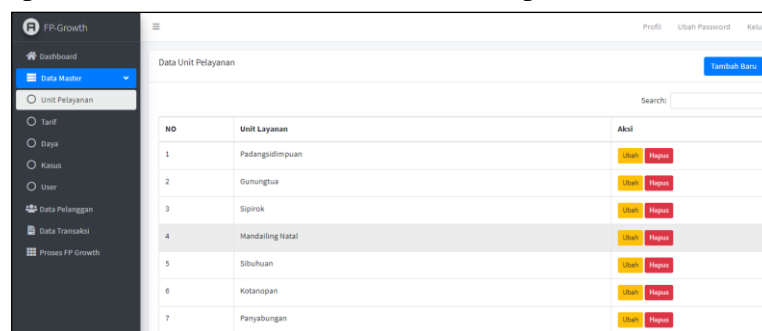 R FP-Growth
Profil Ubah Password Kelu
Dashboard
Data Master
Unit Pelayanan
Tarif
Daya
Kasus
User
Data Pelanggan
Data Transaksi
Proses FP Growth
Data Unit Pelayanan
Tambah Baru
Search:
NO Unit Layanan Aksi
1 Padangsidimpuan Ubah Hapus
2 Gunungtua Ubah Hapus
3 Sipirok Ubah Hapus
4 Mandailing Natal Ubah Hapus
5 Sibuhuan Ubah Hapus
6 Kotanopan Ubah Hapus
7 Panyabungan Ubah Hapus